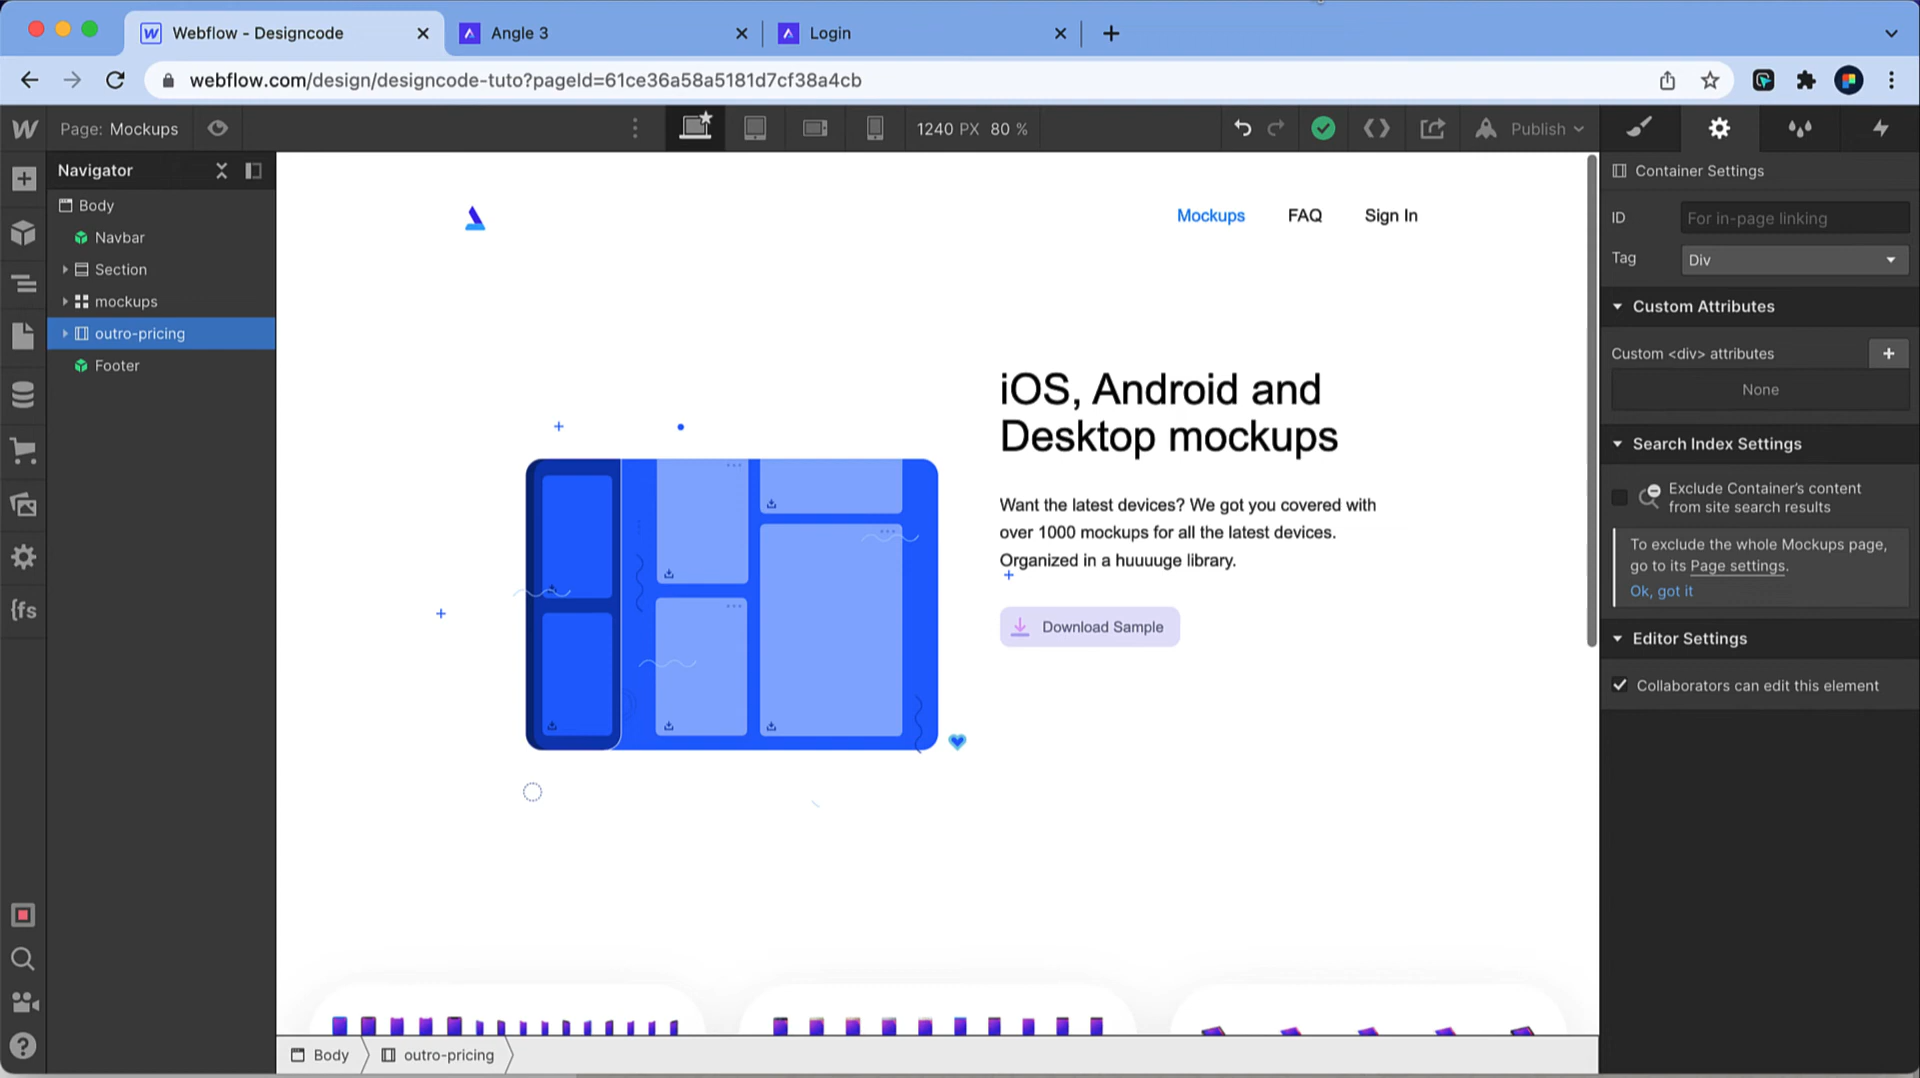 Webflow - Designcode
Angle 3
Login
webflow.com/design/designcode-tuto?pageId=61ce36a58a5181d7cf38a4cb
Page: Mockups
1240 PX 80 %
Publish
Navigator
Body
Navbar
Section
mockups
outro-pricing
Footer
{fs
Mockups
FAQ
Sign In
iOS, Android and
Desktop mockups
Want the latest devices? We got you covered with
over 1000 mockups for all the latest devices.
Organized in a huuuuge library.
Download Sample
Container Settings
ID
For in-page linking
Tag
Div
Custom Attributes
Custom <div> attributes
None
Search Index Settings
Exclude Container's content
from site search results
To exclude the whole Mockups page,
go to its Page settings.
Ok, got it
Editor Settings
Collaborators can edit this element
Body
outro-pricing